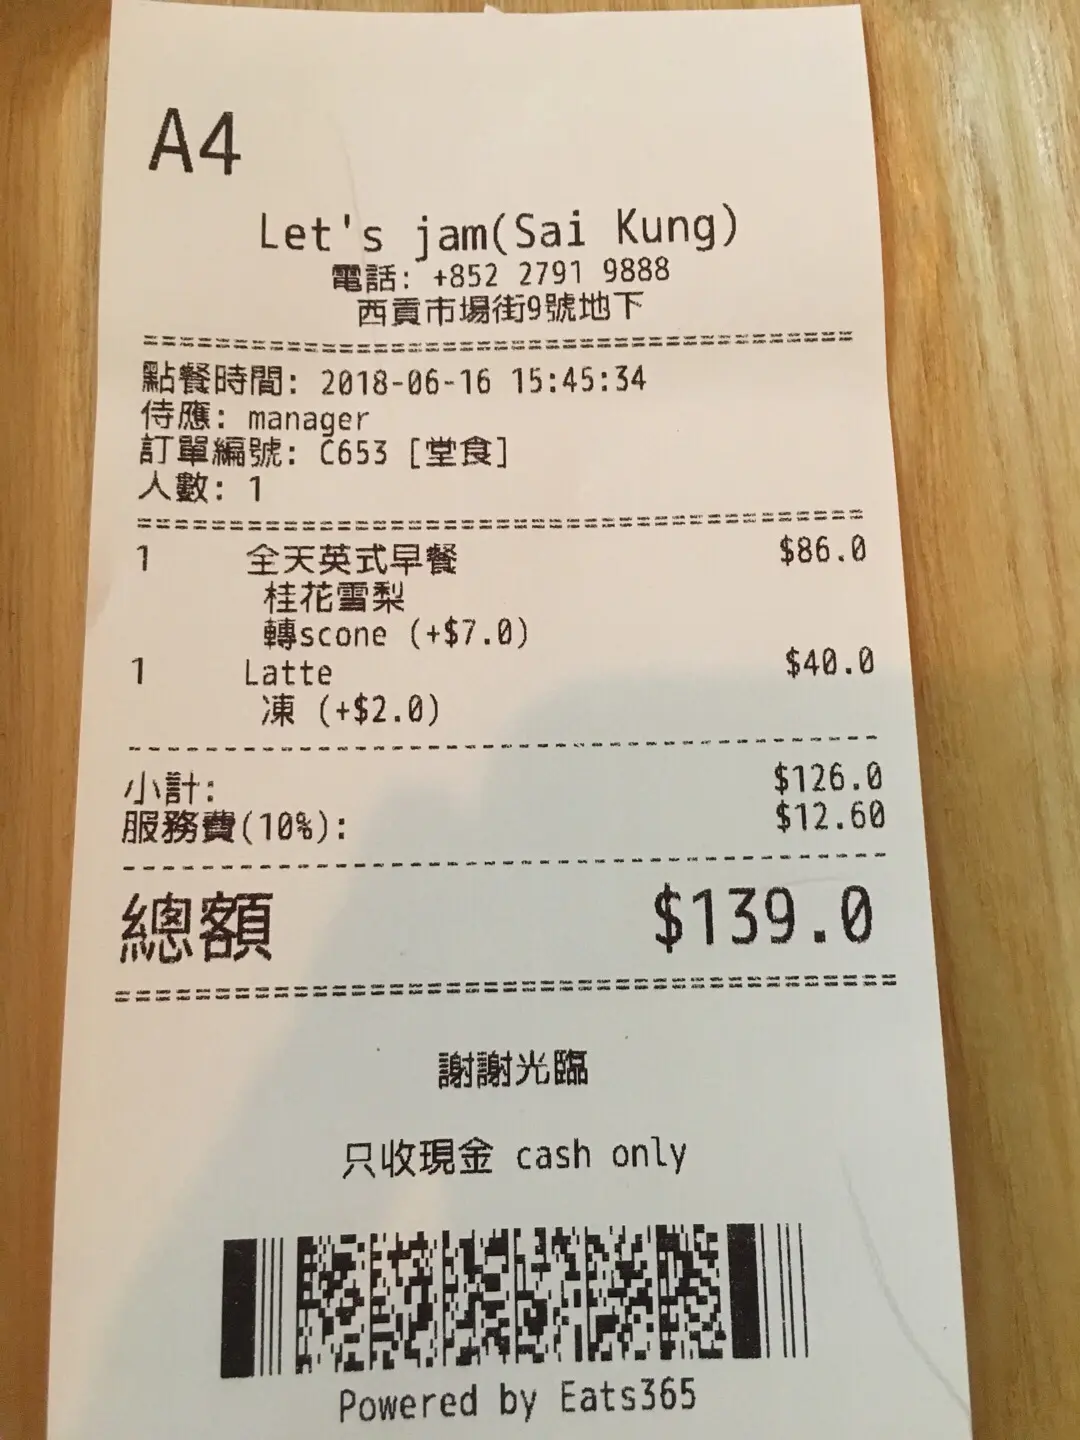 A4
Let's jam(Sai Kung)
電話: +852 2791 9888
西貢市場街9號地下
點餐時間: 2018-06-16 15:45:34
侍應: manager
訂單編號: C653 [堂食]
人數: 1
1 全天英式早餐 $86.0
桂花雪梨
轉scone (+$7.0)
1 Latte $40.0
凍 (+$2.0)
小計: $126.0
服務費(10%): $12.60
總額 $139.0
謝謝光臨
只收現金 cash only
Powered by Eats365